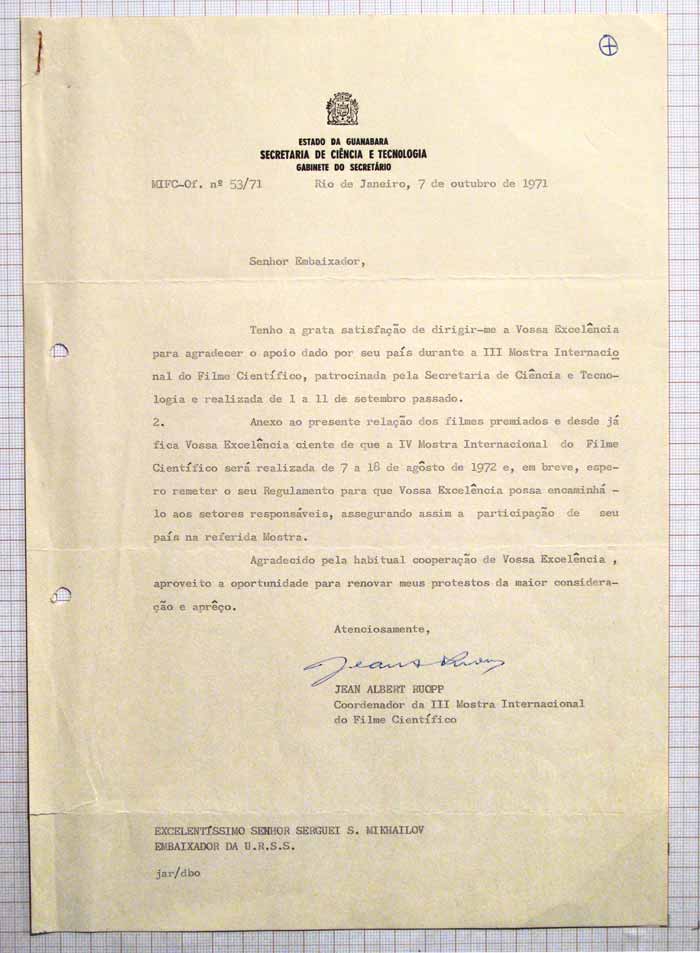 ESTADO DA GUANABARA
SECRETARIA DE CIÊNCIA E TECNOLOGIA
GABINETE DO SECRETÁRIO
MIFC-Of. nº 53/71 Rio de Janeiro, 7 de outubro de 1971
Senhor Embaixador,
Tenho a grata satisfação de dirigir-me a Vossa Excelência
para agradecer o apoio dado por seu país durante a III Mostra Internacio
nal do Filme Científico, patrocinada pela Secretaria de Ciência e Tecno-
logia e realizada de 1 a 11 de setembro passado.
2. Anexo ao presente relação dos filmes premiados e desde já
fica Vossa Excelência ciente de que a IV Mostra Internacional do Filme
Científico será realizada de 7 a 18 de agôsto de 1972 e, em breve, espe-
ro remeter o seu Regulamento para que Vossa Excelência possa encaminhá -
lo aos setores responsáveis, assegurando assim a participação de seu
país na referida Mostra.
Agradecido pela habitual cooperação de Vossa Excelência ,
aproveito a oportunidade para renovar meus protestos da maior considera-
ção e aprêço.
Atenciosamente,
JEAN ALBERT RUOPP
Coordenador da III Mostra Internacional
do Filme Científico
EXCELENTÍSSIMO SENHOR SERGUEI S. MIKHAILOV
EMBAIXADOR DA U.R.S.S.
jar/dbo